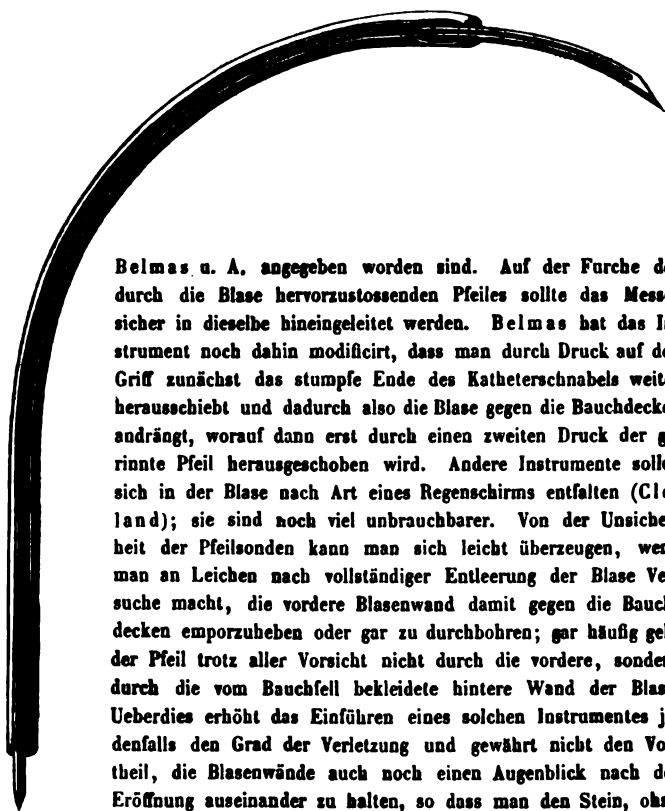 Belmas u. A. angegeben worden sind. Auf der Furche de
durch die Blase hervorzustossenden Pfeiles sollte das Mess
sicher in dieselbe hineingeleitet werden. Belmas hat das I
strument noch dahin modificirt, dass man durch Druck auf de
Griff zunächst das stumpfe Ende des Katheterschnabels weit
herausschiebt und dadurch also die Blase gegen die Bauchdecke
andrängt, worauf dann erst durch einen zweiten Druck der g
rinnte Pfeil herausgeschoben wird. Andere Instrumente solle
sich in der Blase nach Art eines Regenschirms entfalten (Cle
land); sie sind noch viel unbrauchbarer. Von der Unsiche
heit der Pfeilsonden kann man sich leicht überzeugen, wen
man an Leichen nach vollständiger Entleerung der Blase Ve
suche macht, die vordere Blasenwand damit gegen die Bauch
decken emporzuheben oder gar zu durchbohren; gar häufig geh
der Pfeil trotz aller Vorsicht nicht durch die vordere, sonder
durch die vom Bauchfell bekleidete hintere Wand der Blas
Ueberdies erhöht das Einführen eines solchen Instrumentes j
denfalls den Grad der Verletzung und gewährt nicht den Vo
theil, die Blasenwände auch noch einen Augenblick nach de
Eröffnung auseinander zu halten, so dass man den Stein, ohn